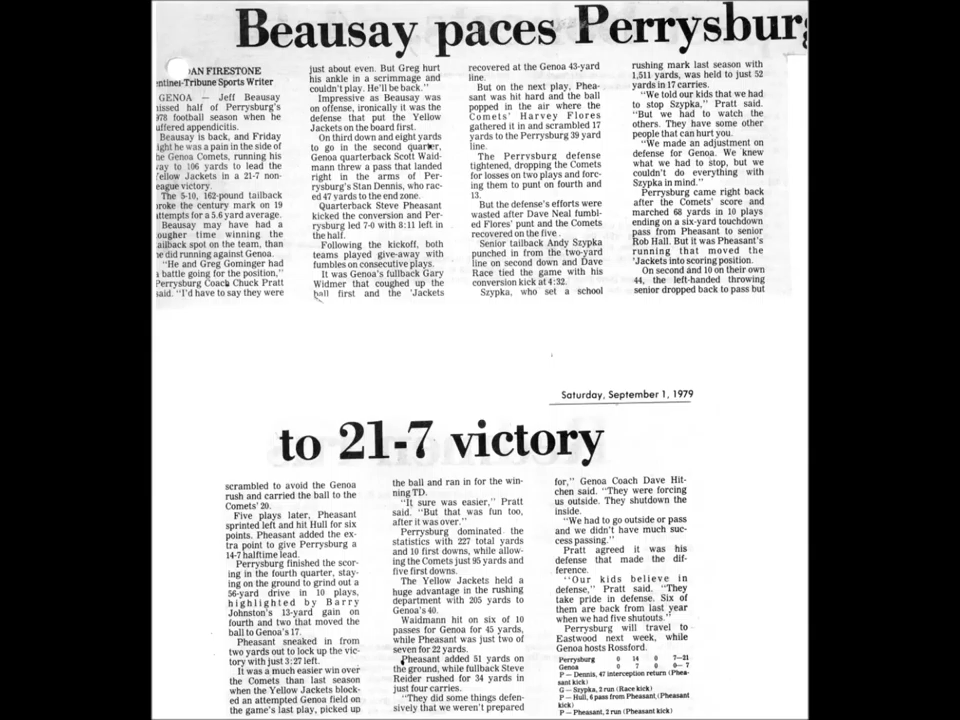 Beausay paces Perrysburg
AN FIRESTONE
Sentinel-Tribune Sports Writer
GENOA — Jeff Beausay
missed half of Perrysburg's
1978 football season when he
suffered appendicitis.
Beausay is back, and Friday
night he was a pain in the side of
the Genoa Comets, running his
way to 106 yards to lead the
Yellow Jackets in a 21-7 non-
league victory.
The 5-10, 162-pound tailback
broke the century mark on 19
attempts for a 5.6 yard average.
Beausay may have had a
tougher time winning the
tailback spot on the team, than
he did running against Genoa.
"He and Greg Gominger had
a battle going for the position,"
Perrysburg Coach Chuck Pratt
said. "I'd have to say they were
just about even. But Greg hurt
his ankle in a scrimmage and
couldn't play. He'll be back."
Impressive as Beausay was
on offense, ironically it was the
defense that put the Yellow
Jackets on the board first.
On third down and eight yards
to go in the second quarter,
Genoa quarterback Scott Waid-
mann threw a pass that landed
right in the arms of Per-
rysburg's Stan Dennis, who rac-
ed 47 yards to the end zone.
Quarterback Steve Pheasant
kicked the conversion and Per-
rysburg led 7-0 with 8:11 left in
the half.
Following the kickoff, both
teams played give-away with
fumbles on consecutive plays.
It was Genoa's fullback Gary
Widmer that coughed up the
ball first and the 'Jackets
recovered at the Genoa 43-yard
line.
But on the next play, Phea-
sant was hit hard and the ball
popped in the air where the
Comets' Harvey Flores
gathered it in and scrambled 17
yards to the Perrysburg 39 yard
line.
The Perrysburg defense
tightened, dropping the Comets
for losses on two plays and forc-
ing them to punt on fourth and
13.
But the defense's efforts were
wasted after Dave Neal fumbl-
ed Flores' punt and the Comets
recovered on the five.
Senior tailback Andy Szypka
punched in from the two-yard
line on second down and Dave
Race tied the game with his
conversion kick at 4:32.
Szypka, who set a school
rushing mark last season with
1,511 yards, was held to just 52
yards in 17 carries.
"We told our kids that we had
to stop Szypka," Pratt said.
"But we had to watch the
others. They have some other
people that can hurt you.
"We made an adjustment on
defense for Genoa. We knew
what we had to stop, but we
couldn't do everything with
Szypka in mind."
Perrysburg came right back
after the Comets' score and
marched 68 yards in 10 plays
ending on a six-yard touchdown
pass from Pheasant to senior
Rob Hall. But it was Pheasant's
running that moved the
'Jackets into scoring position.
On second and 10 on their own
44, the left-handed throwing
senior dropped back to pass but
Saturday, September 1, 1979
to 21-7 victory
scrambled to avoid the Genoa
rush and carried the ball to the
Comets' 20.
Five plays later, Pheasant
sprinted left and hit Hull for six
points. Pheasant added the ex-
tra point to give Perrysburg a
14-7 halftime lead.
Perrysburg finished the scor-
ing in the fourth quarter, stay-
ing on the ground to grind out a
56-yard drive in 10 plays,
highlighted by Barry
Johnston's 13-yard gain on
fourth and two that moved the
ball to Genoa's 17.
Pheasant sneaked in from
two yards out to lock up the vic-
tory with just 3:27 left.
It was a much easier win over
the Comets than last season
when the Yellow Jackets block-
ed an attempted Genoa field on
the game's last play, picked up
the ball and ran in for the win-
ning TD.
"It sure was easier," Pratt
said. "But that was fun too,
after it was over."
Perrysburg dominated the
statistics with 227 total yards
and 10 first downs, while allow-
ing the Comets just 95 yards and
five first downs.
The Yellow Jackets held a
huge advantage in the rushing
department with 205 yards to
Genoa's 40.
Waidmann hit on six of 10
passes for Genoa for 45 yards,
while Pheasant was just two of
seven for 22 yards.
Pheasant added 51 yards on
the ground, while fullback Steve
Reider rushed for 34 yards in
just four carries.
"They did some things defen-
sively that we weren't prepared
for," Genoa Coach Dave Hit-
chen said. "They were forcing
us outside. They shutdown the
inside.
"We had to go outside or pass
and we didn't have much suc-
cess passing."
Pratt agreed it was his
defense that made the dif-
ference.
"Our kids believe in
defense," Pratt said. "They
take pride in defense. Six of
them are back from last year
when we had five shutouts."
Perrysburg will travel to
Eastwood next week, while
Genoa hosts Rossford.
Perrysburg 0 14 0 7—21
Genoa 0 7 0 0— 7
P — Dennis, 47 interception return (Phea-
sant kick)
G — Szypka, 2 run (Race kick)
P — Hull, 6 pass from Pheasant (Pheasant
kick)
P — Pheasant, 2 run (Pheasant kick)